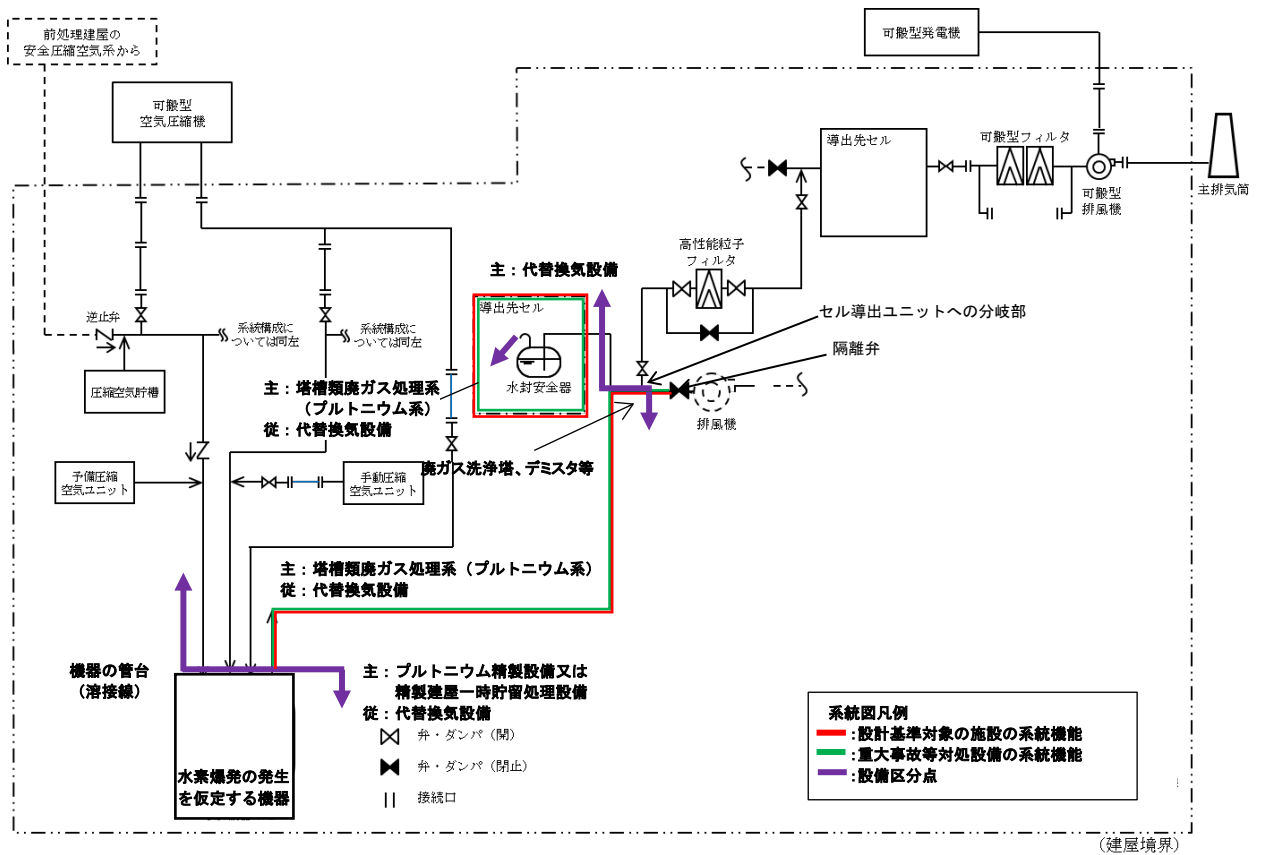 前処理建屋の
安全圧縮空気系から
可搬型
空気圧縮機
可搬型発電機
導出先セル
可搬型フィルタ
可搬型
排風機
主排気筒
高性能粒子
フィルタ
主：代替換気設備
導出先セル
水封安全器
セル導出ユニットへの分岐部
隔離弁
排風機
逆止弁
系統構成に
ついては同左
系統構成に
ついては同左
圧縮空気貯槽
主：塔槽類廃ガス処理系
（プルトニウム系）
従：代替換気設備
廃ガス洗浄塔、デミスタ等
予備圧縮
空気ユニット
手動圧縮
空気ユニット
主：塔槽類廃ガス処理系（プルトニウム系）
従：代替換気設備
機器の管台
（溶接線）
主：プルトニウム精製設備又は
精製建屋一時貯留処理設備
従：代替換気設備
弁・ダンパ（開）
弁・ダンパ（閉止）
接続口
水素爆発の発生
を仮定する機器
系統図凡例
：設計基準対象の施設の系統機能
：重大事故等対処設備の系統機能
：設備区分点
（建屋境界）